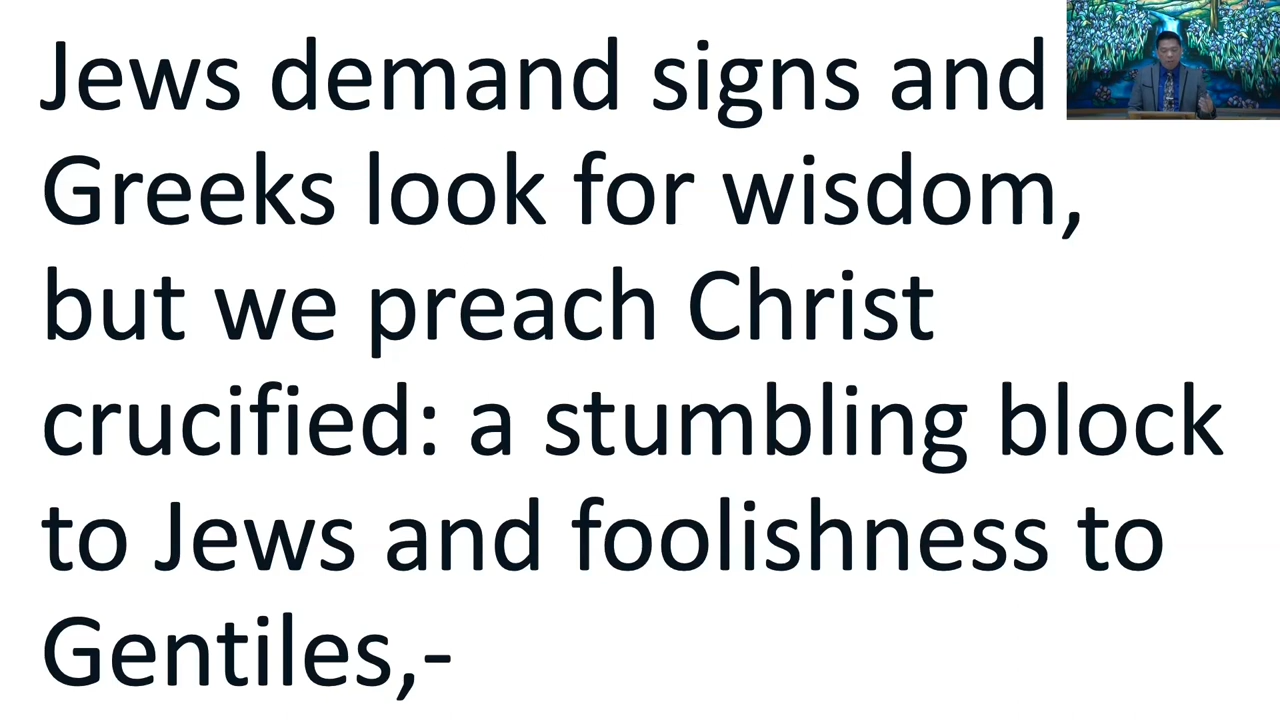 Jews demand signs and
Greeks look for wisdom,
but we preach Christ
crucified: a stumbling block
to Jews and foolishness to
Gentiles,-